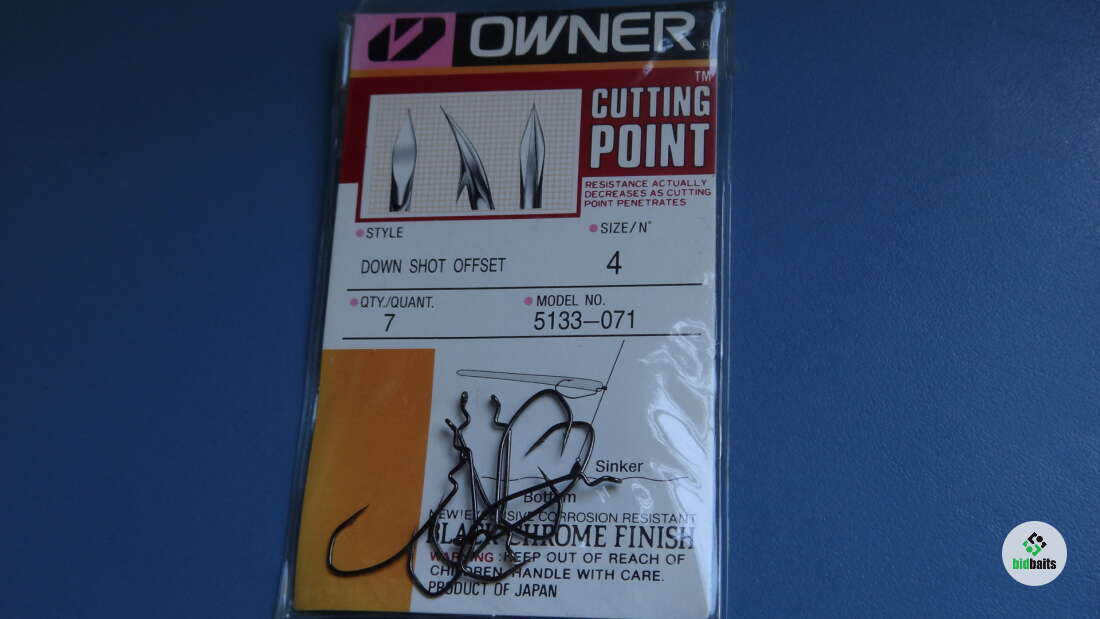 OWNER
®
TM
CUTTING
POINT
RESISTANCE ACTUALLY
DECREASES AS CUTTING
POINT PENETRATES
STYLE
SIZE/N°
DOWN SHOT OFFSET
4
QTY./QUANT.
MODEL NO.
7
5133-071
Sinker
Bottom
NEW! EXCLUSIVE CORROSION RESISTANT
BLACK CHROME FINISH
WARNING : KEEP OUT OF REACH OF
CHILDREN. HANDLE WITH CARE.
PRODUCT OF JAPAN
bidbaits